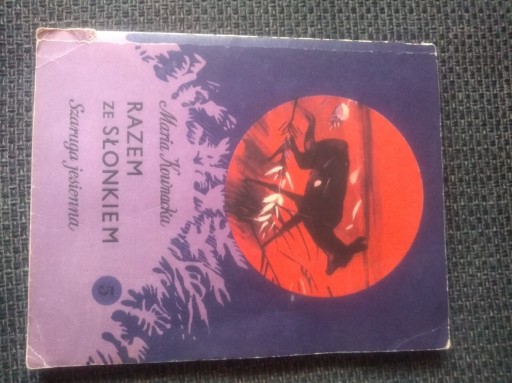 Maria Kownacka
RAZEM
ZE SŁONKIEM
Szaruga jesienna
5